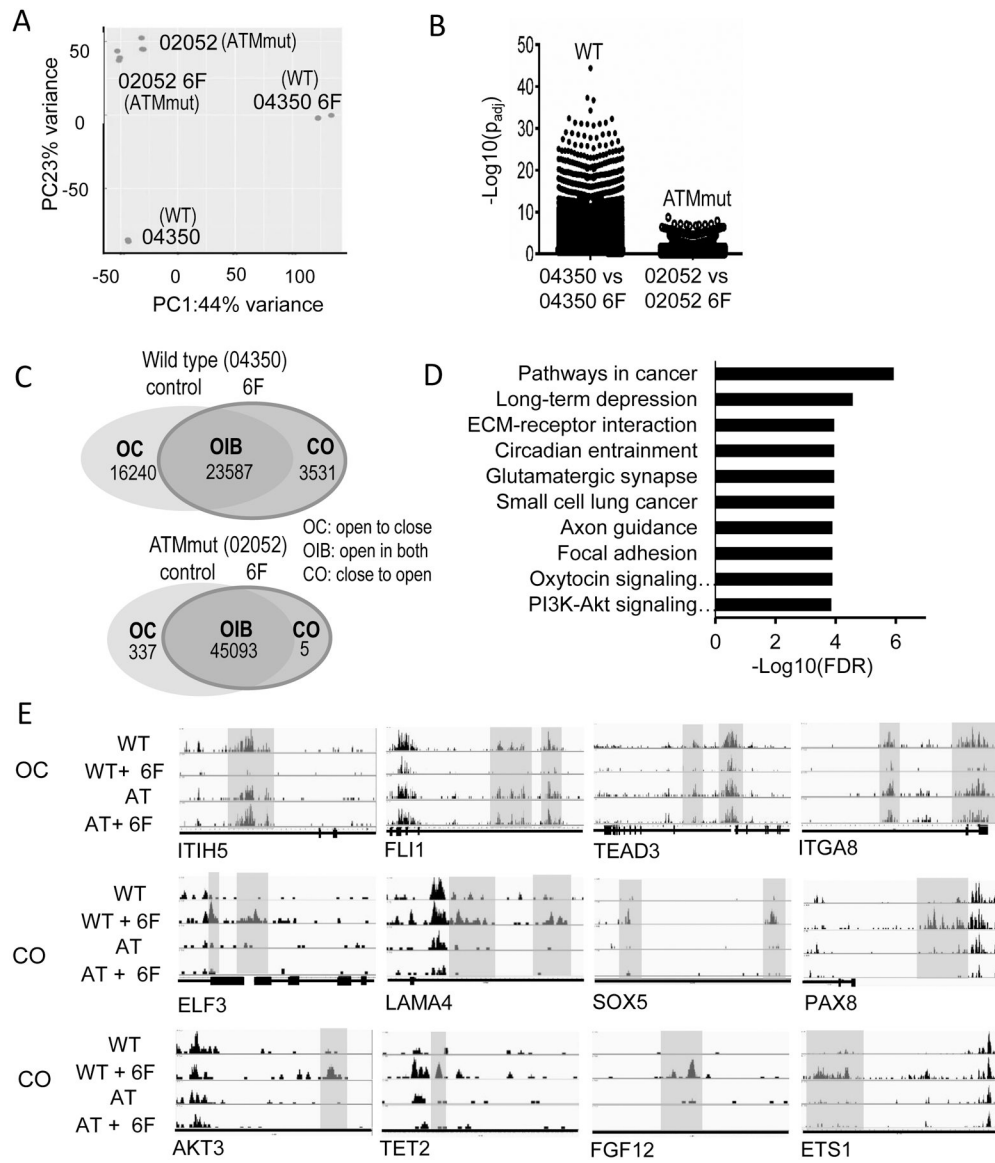 A
PC23% variance
50
0
-50
02052 (ATMmut)
02052 6F
(ATMmut)
(WT)
04350 6F
(WT)
04350
-50
0
50
100
PC1:44% variance
B
-Log10(padj)
50
40
30
20
10
0
WT
ATMmut
04350 vs
04350 6F
02052 vs
02052 6F
C
Wild type (04350)
control
6F
OC
16240
OIB
23587
CO
3531
OC: open to close
OIB: open in both
CO: close to open
ATMmut (02052)
control
6F
OC
337
OIB
45093
CO
5
D
Pathways in cancer
Long-term depression
ECM-receptor interaction
Circadian entrainment
Glutamatergic synapse
Small cell lung cancer
Axon guidance
Focal adhesion
Oxytocin signaling...
PI3K-Akt signaling...
0
2
4
6
-Log10(FDR)
E
OC
WT
WT+ 6F
AT
AT+ 6F
ITIH5
FLI1
TEAD3
ITGA8
CO
WT
WT + 6F
AT
AT + 6F
ELF3
LAMA4
SOX5
PAX8
CO
WT
WT + 6F
AT
AT + 6F
AKT3
TET2
FGF12
ETS1